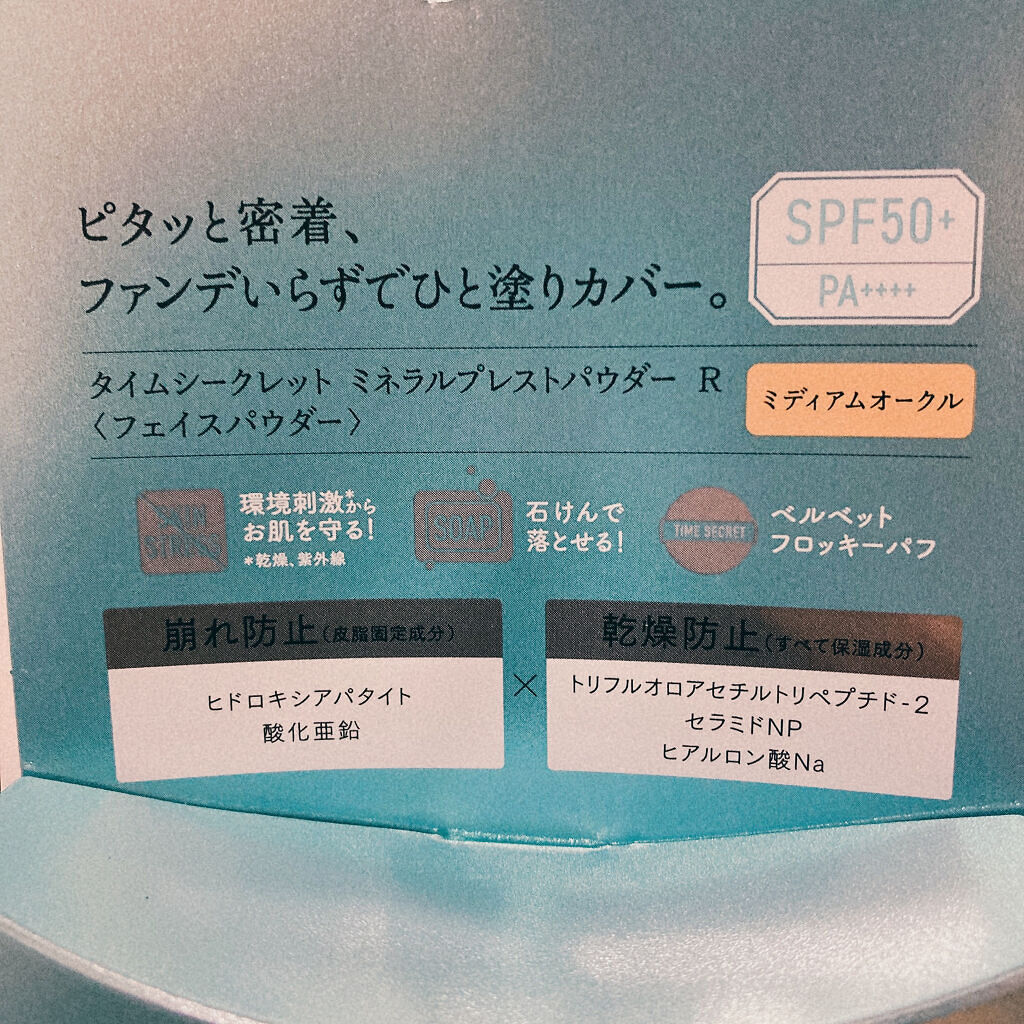 ピタッと密着、
ファンデいらずでひと塗りカバー。
SPF50+
PA++++
タイムシークレット ミネラルプレストパウダー R
〈フェイスパウダー〉
ミディアムオークル
環境刺激*から
お肌を守る!
*乾燥、紫外線
SOAP
石けんで
落とせる!
TIME SECRET
ベルベット
フロッキーパフ
崩れ防止(皮脂固定成分)
ヒドロキシアパタイト
酸化亜鉛
×
乾燥防止(すべて保湿成分)
トリフルオロアセチルトリペプチド-2
セラミドNP
ヒアルロン酸Na